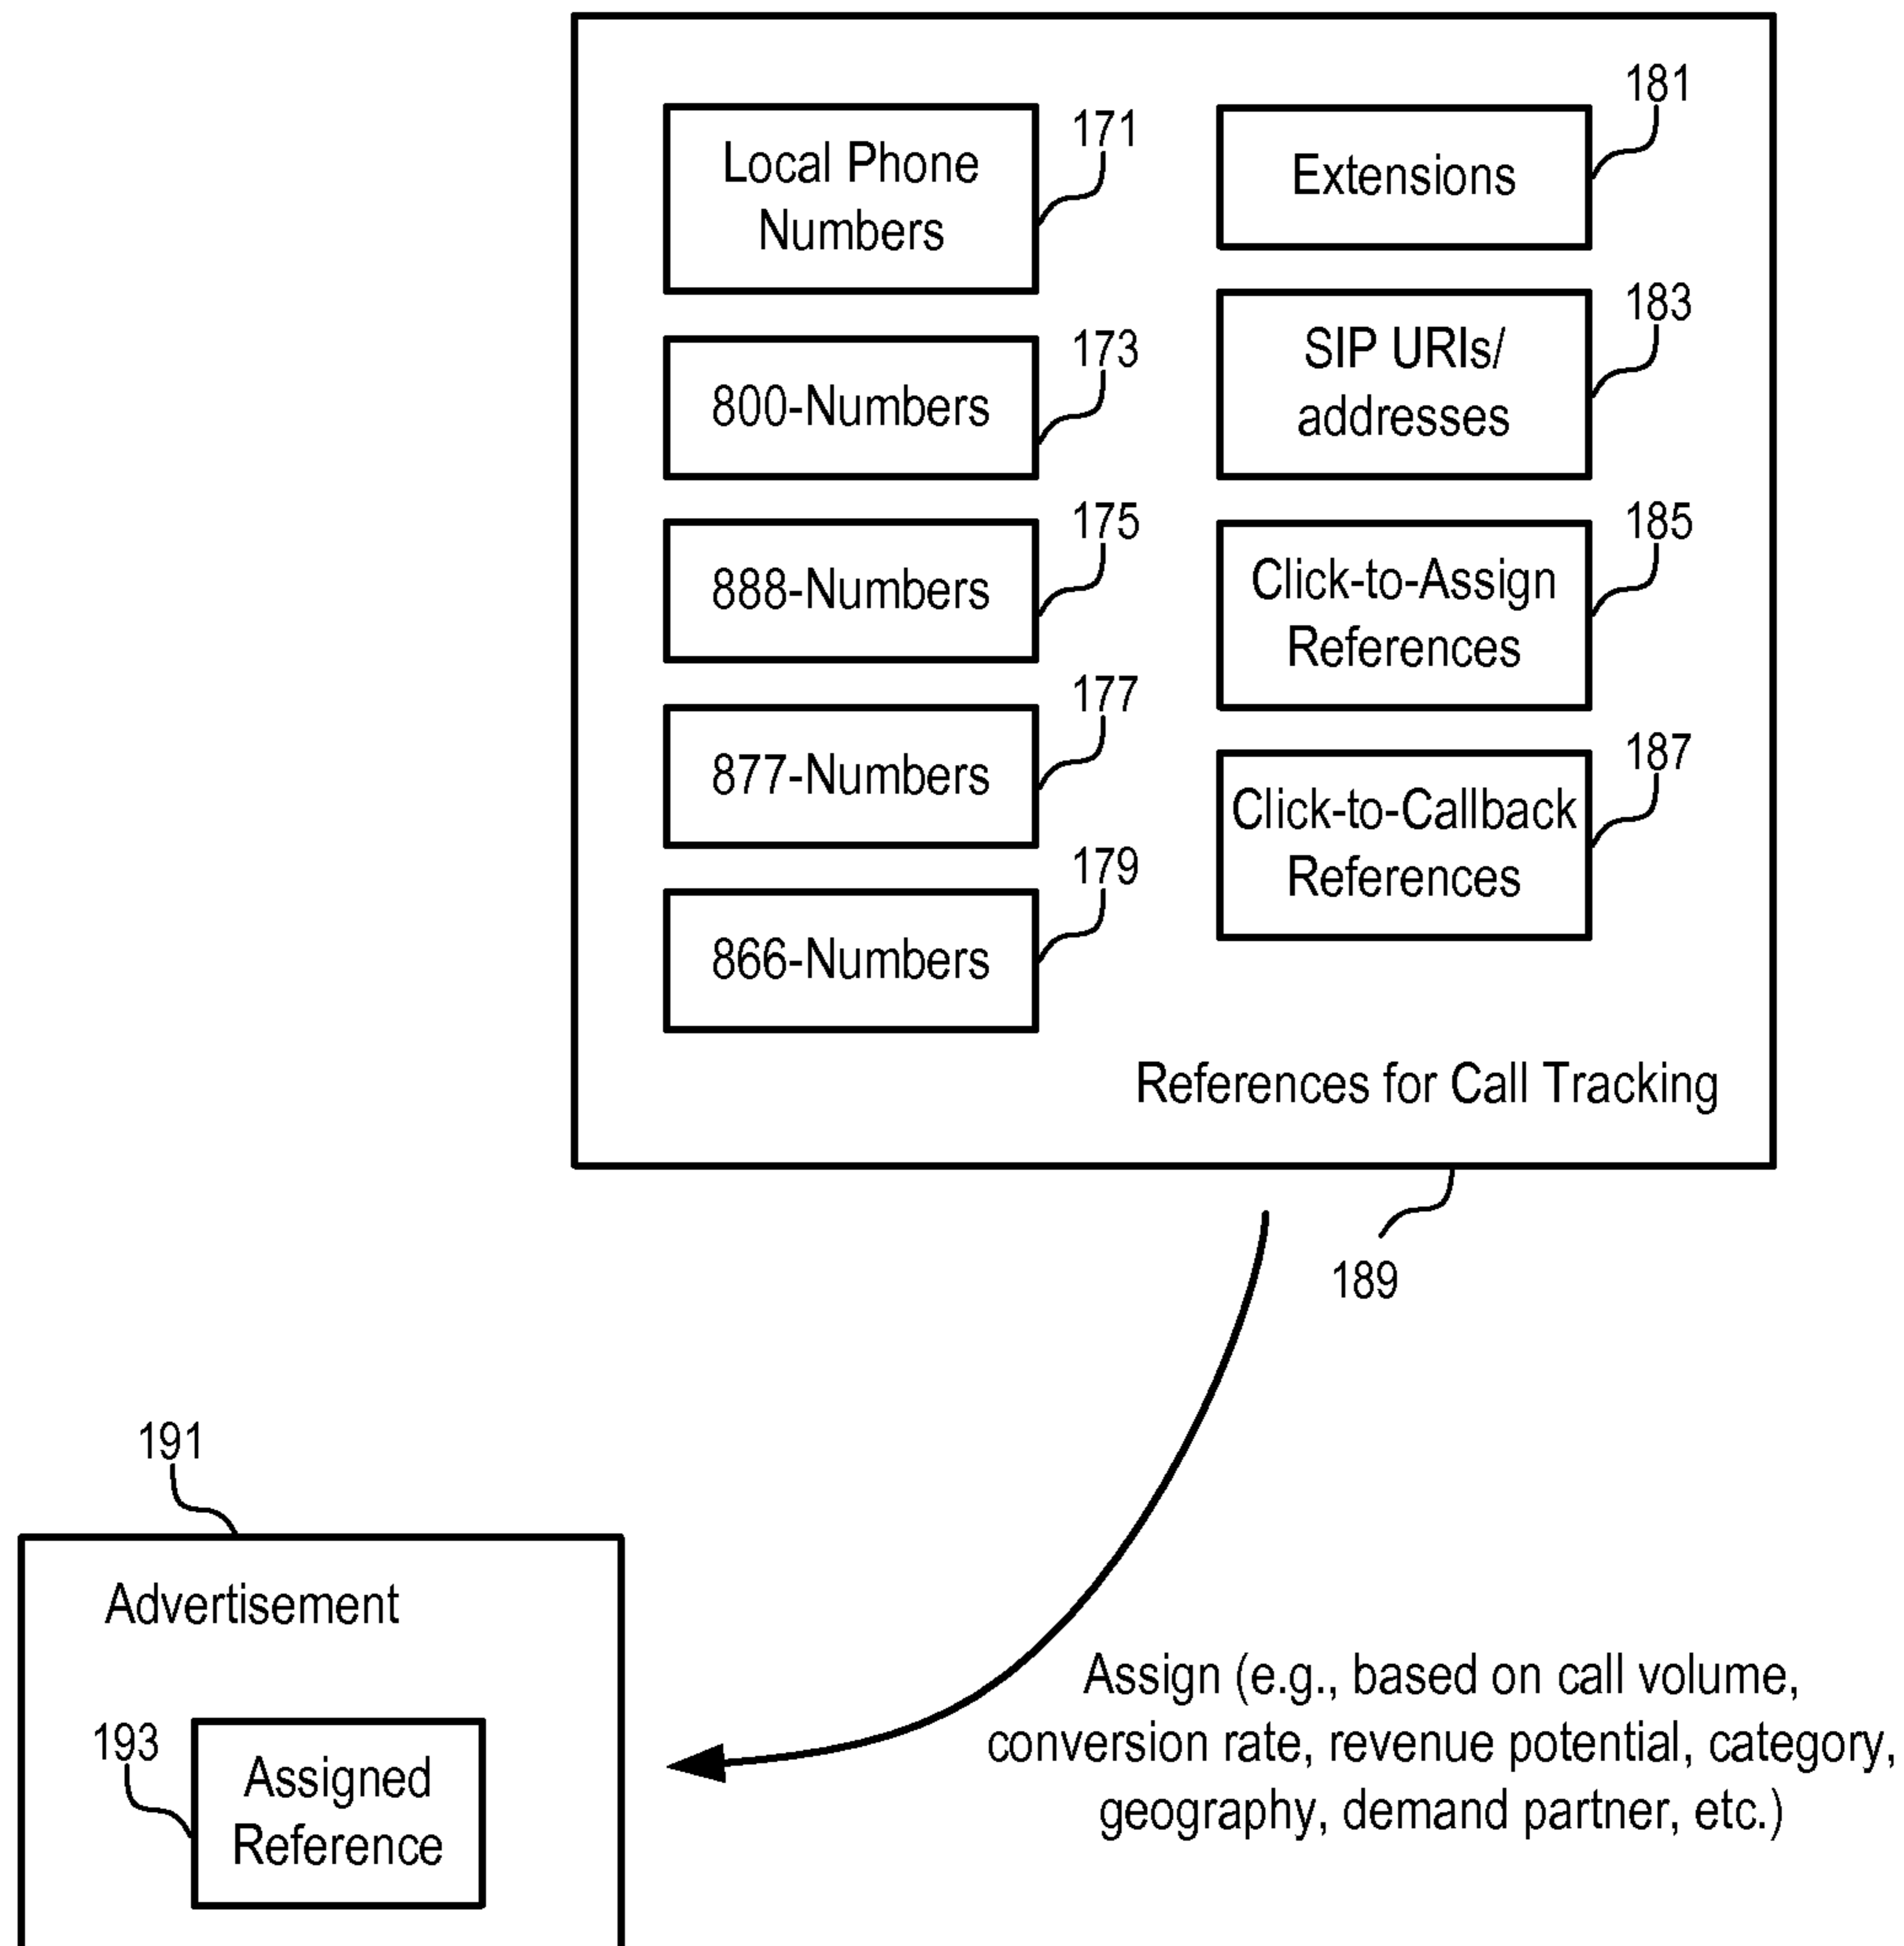 Local Phone
Numbers
171
800-Numbers
173
888-Numbers
175
877-Numbers
177
866-Numbers
179
Extensions
181
SIP URIs/
addresses
183
Click-to-Assign
References
185
Click-to-Callback
References
187
References for Call Tracking
189
191
Advertisement
193
Assigned
Reference
Assign (e.g., based on call volume,
conversion rate, revenue potential, category,
geography, demand partner, etc.)